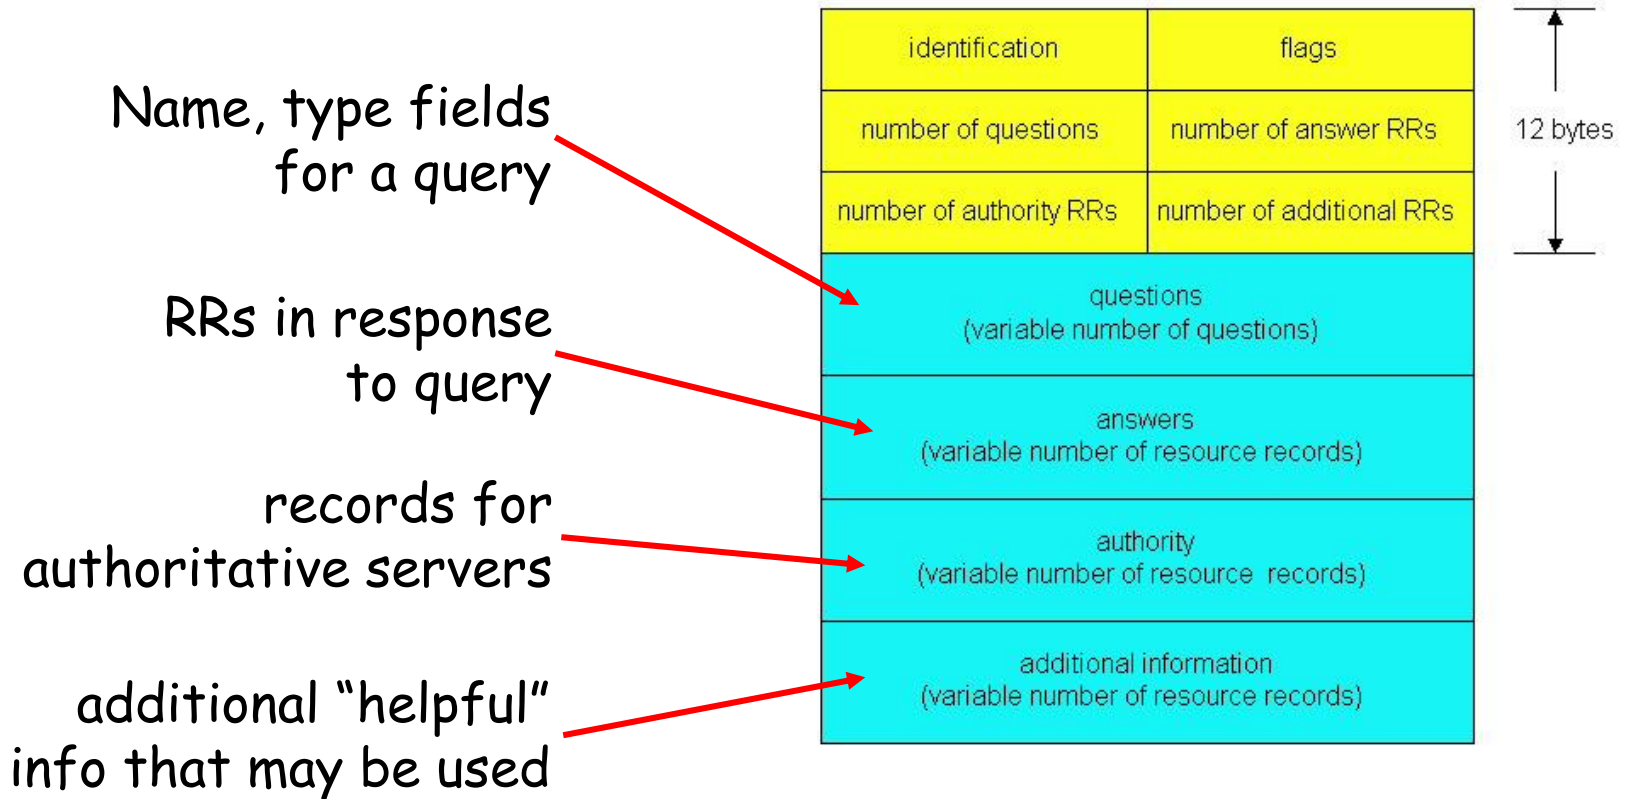 Name, type fields
for a query
RRs in response
to query
records for
authoritative servers
additional “helpful”
info that may be used
identification
flags
number of questions
number of answer RRs
number of authority RRs
number of additional RRs
12 bytes
questions
(variable number of questions)
answers
(variable number of resource records)
authority
(variable number of resource records)
additional information
(variable number of resource records)